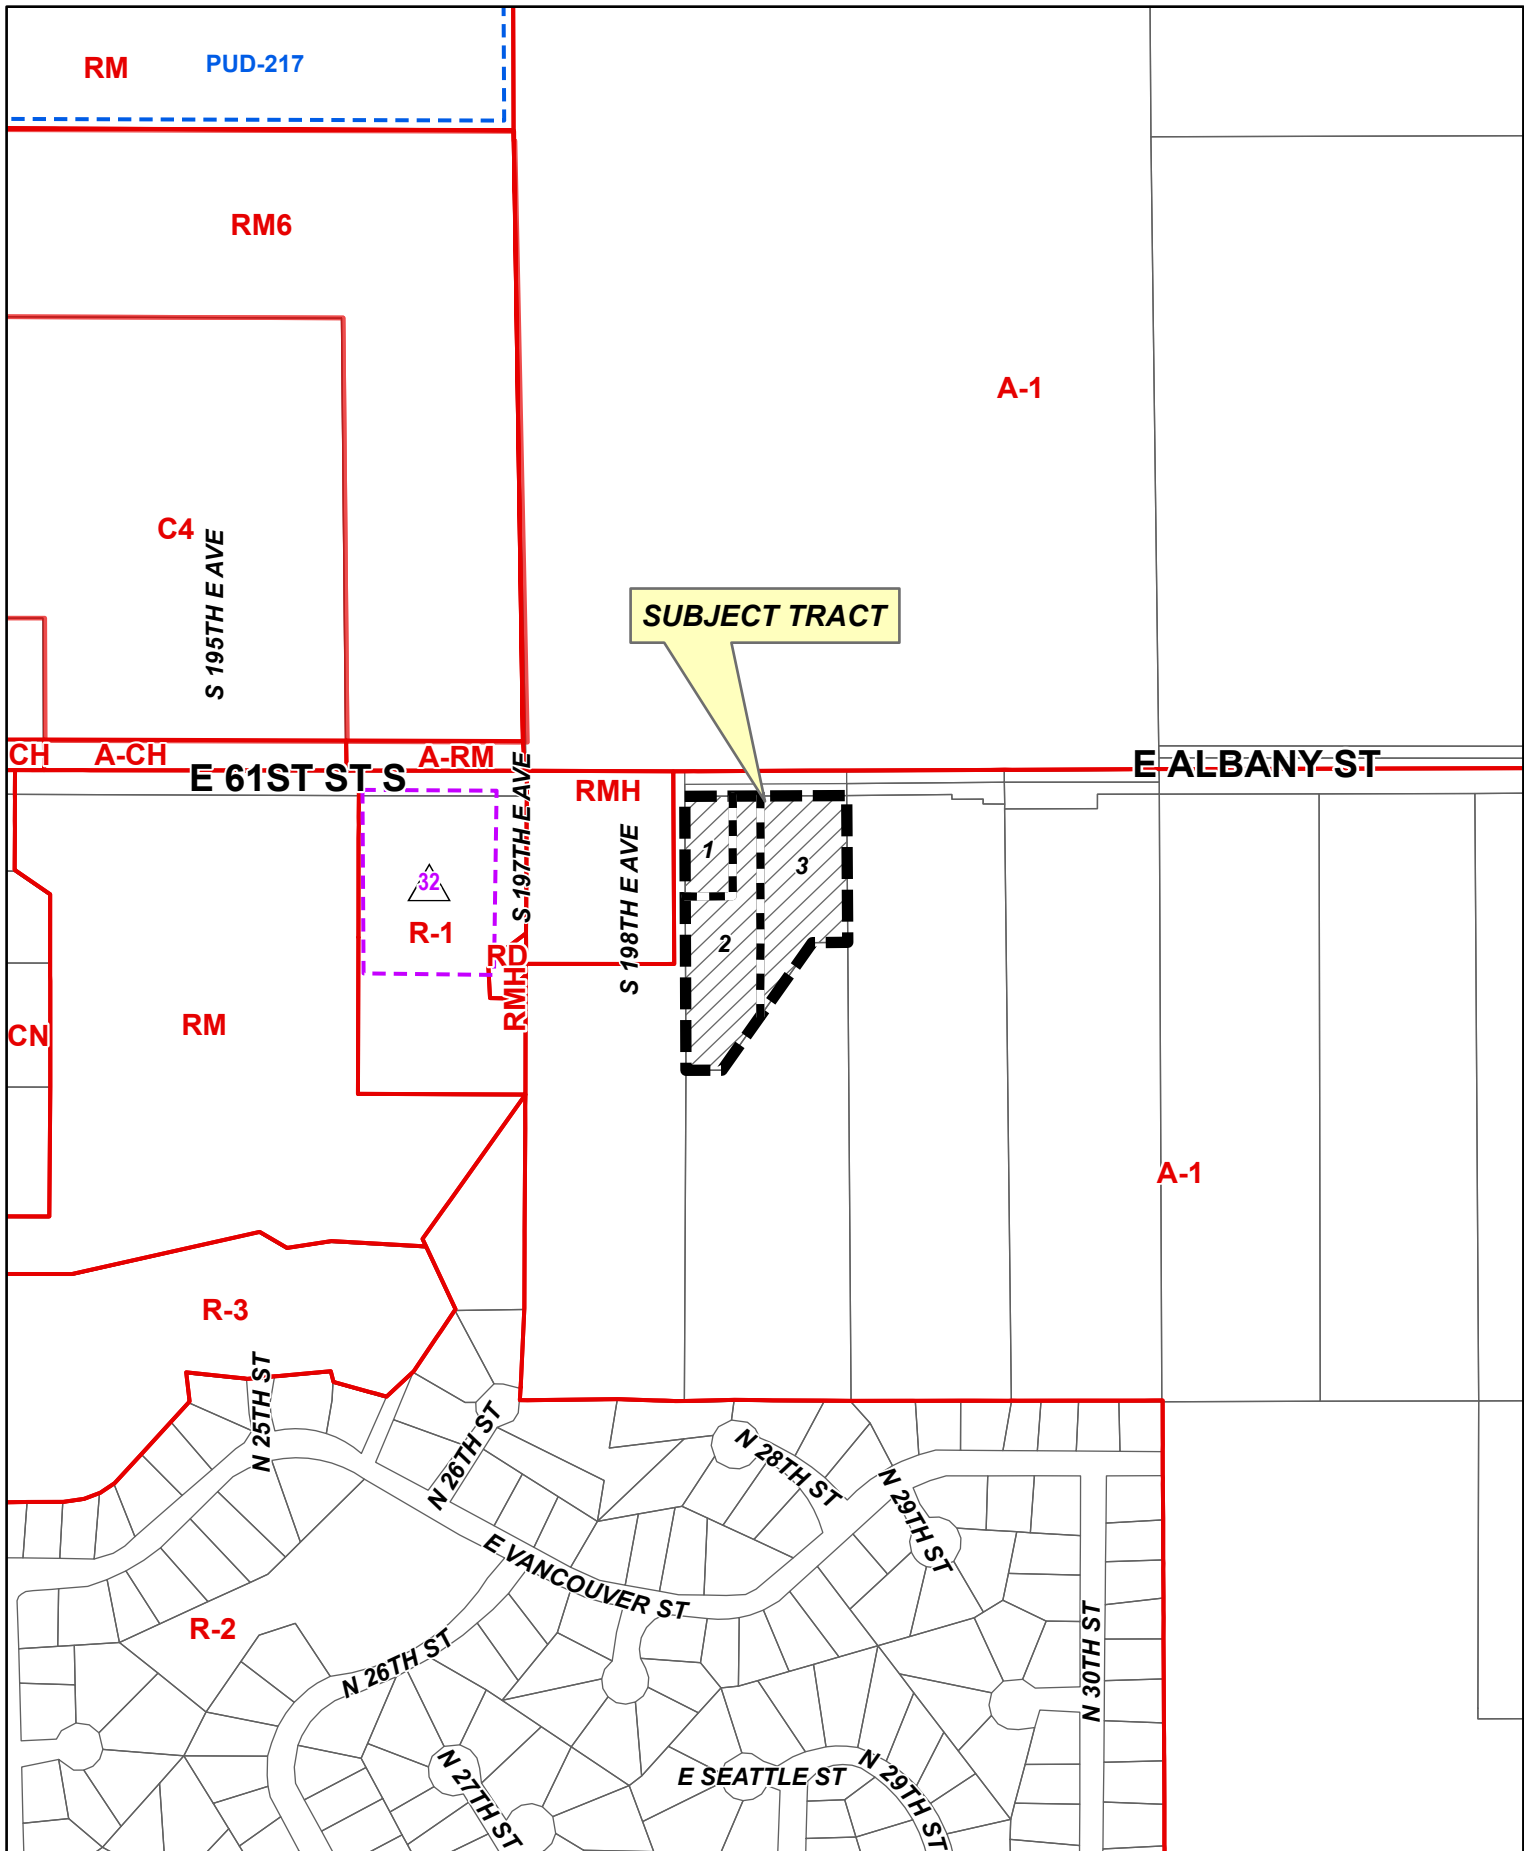 RM
PUD-217
RM6
A-1
C4
S 195TH E AVE
SUBJECT TRACT
CH
A-CH
A-RM
E 61ST ST S
E ALBANY ST
S 197TH E AVE
RMH
S 198TH E AVE
1
3
32
R-1
2
RD
RMH
CN
RM
A-1
R-3
N 25TH ST
N 26TH ST
N 28TH ST
N 29TH ST
E VANCOUVER ST
R-2
N 26TH ST
N 30TH ST
N 27TH ST
E SEATTLE ST
N 29TH ST